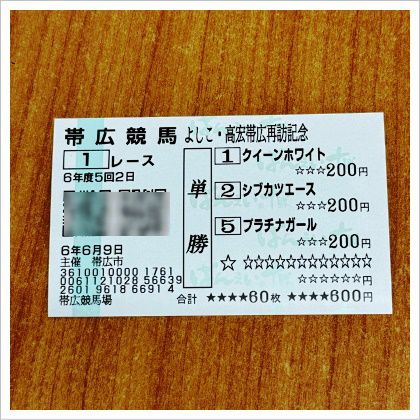 帯広競馬 よしこ・高宏帯広再訪記念
1 レース
6年度5回2日
6年6月9日
主催 帯広市
3610010000 1761
0061121028 56639
2601 9618 6691 4
帯広競馬場
単勝
1 クイーンホワイト
☆☆☆200円
2 シブカツエース
☆☆☆200円
5 プラチナガール
☆☆☆200円
☆ ☆☆☆☆☆☆☆☆☆☆☆
☆☆☆☆☆☆円
合計 ★★★★60枚 ★★★★600円